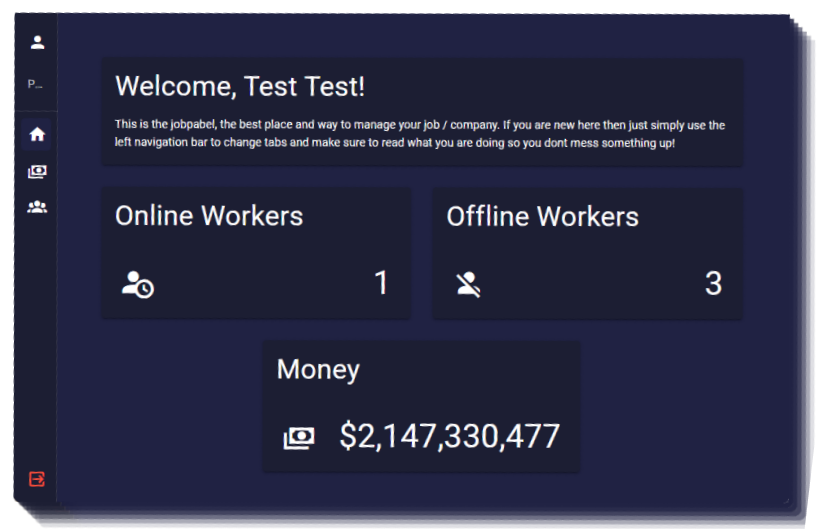 P...
Welcome, Test Test!
This is the jobpabel, the best place and way to manage your job / company. If you are new here then just simply use the
left navigation bar to change tabs and make sure to read what you are doing so you dont mess something up!
Online Workers
1
Offline Workers
3
Money
$2,147,330,477